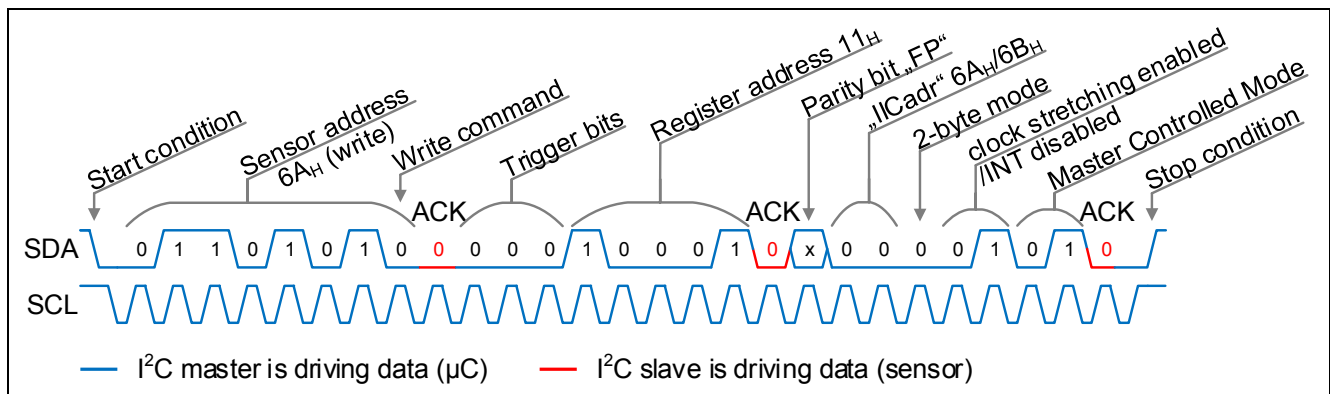 Start condition
Sensor address
6AH (write)
Write command
Trigger bits
Register address 11H
Parity bit „FP“
„IICadr“ 6AH/6BH
2-byte mode
clock stretching enabled
/INT disabled
Master Controlled Mode
Stop condition
ACK ACK ACK
SDA 0 1 1 0 1 0 1 0 0 0 0 0 1 0 0 0 1 0 x 0 0 0 0 1 0 1 0
SCL
I2C master is driving data (µC) I2C slave is driving data (sensor)